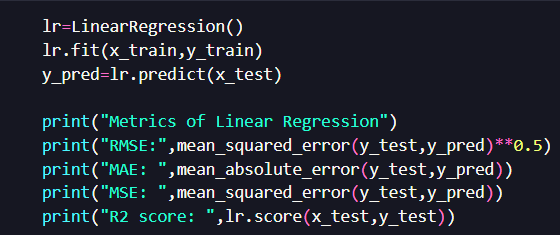 lr=LinearRegression()
lr.fit(x_train,y_train)
y_pred=lr.predict(x_test)
print("Metrics of Linear Regression")
print("RMSE:",mean_squared_error(y_test,y_pred)**0.5)
print("MAE: ",mean_absolute_error(y_test,y_pred))
print("MSE: ",mean_squared_error(y_test,y_pred))
print("R2 score: ",lr.score(x_test,y_test))